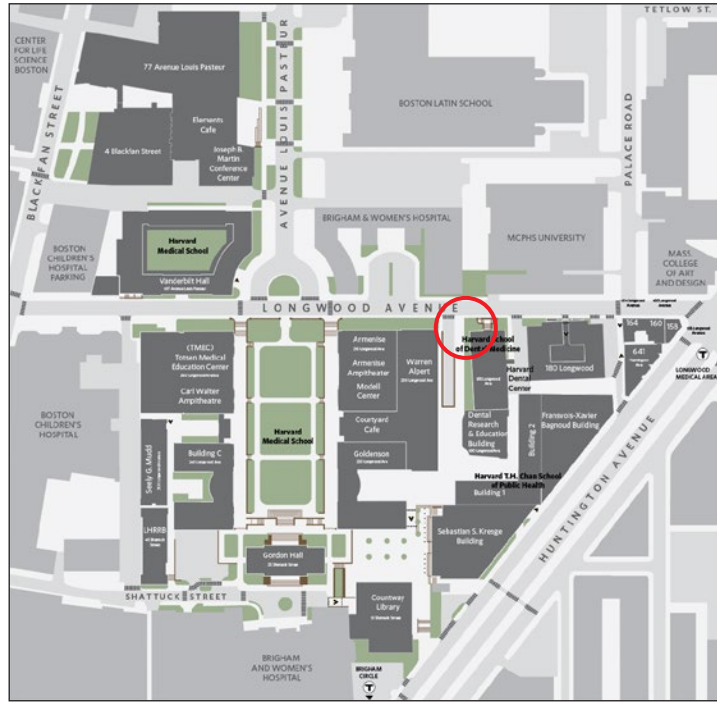 TETLOW ST.
CENTER
FOR LIFE
SCIENCE
BOSTON
77 Avenue Louis Pasteur
AVENUE LOUIS PASTEUR
BOSTON LATIN SCHOOL
BLACKFAN STREET
Elements
Cafe
4 Blackfan Street
Joseph B.
Martin
Conference
Center
PALACE ROAD
BOSTON
CHILDREN'S
HOSPITAL
PARKING
Harvard
Medical School
Vanderbilt Hall
BRIGHAM & WOMEN'S HOSPITAL
MCPHS UNIVERSITY
MASS.
COLLEGE
OF ART
AND DESIGN
LONGWOOD AVENUE
(TMEC)
Tosteen Medical
Education Center
Carl Walter
Ampitheatre
Armenise
Armenise
Ampitheater
Modell
Center
Warren
Alpert
Harvard School
of Dental Medicine
Harvard
Dental
Center
180 Longwood
164
160
158
641
LONGWOOD
MEDICAL AREA
T
BOSTON
CHILDREN'S
HOSPITAL
Harvard
Medical School
Courtyard
Cafe
Dental
Research
& Education
Building
Building 2
Fransvois-Xavier
Bagnoud Building
Seely G. Mudd
Building C
Goldenson
Harvard T.H. Chan School
of Public Health
Building 1
HUNTINGTON AVENUE
LHRRB
Gordon Hall
Sebastian S. Kresge
Building
SHATTUCK STREET
Countway
Library
BRIGHAM
AND WOMEN'S
HOSPITAL
BRIGHAM
CIRCLE
T